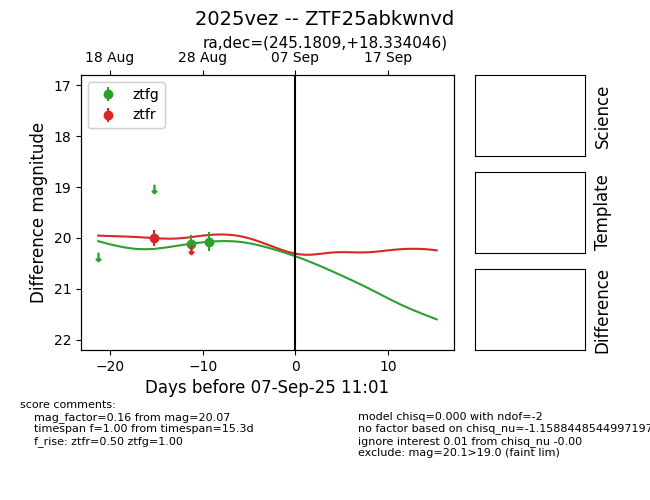 2025vez -- ZTF25abkwnvd
ra,dec=(245.1809,+18.334046)
18 Aug
28 Aug
07 Sep
17 Sep
ztfg
ztfr
17
18
19
20
21
22
Difference magnitude
−20
−10
0
10
Days before 07-Sep-25 11:01
Science
Template
Difference
score comments:
mag_factor=0.16 from mag=20.07
timespan f=1.00 from timespan=15.3d
f_rise: ztfr=0.50 ztfg=1.00
model chisq=0.000 with ndof=-2
no factor based on chisq_nu=-1.1588448544997197
ignore interest 0.01 from chisq_nu -0.00
exclude: mag=20.1>19.0 (faint lim)